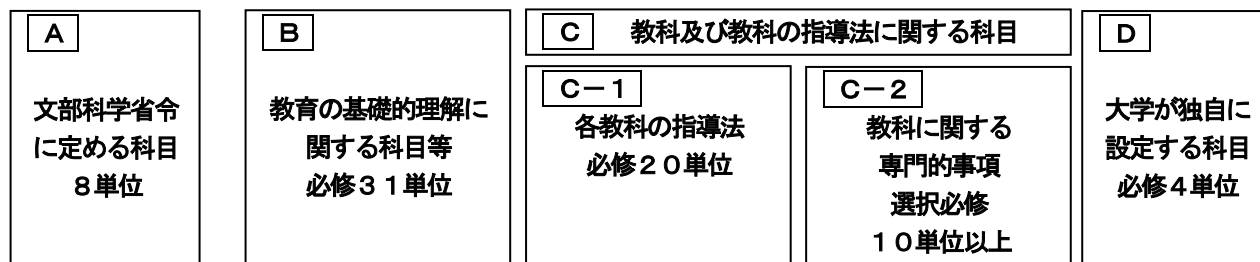 A
文部科学省令
に定める科目
８単位
B
教育の基礎的理解に
関する科目等
必修３１単位
C 教科及び教科の指導法に関する科目
C－1
各教科の指導法
必修２０単位
C－2
教科に関する
専門的事項
選択必修
１０単位以上
D
大学が独自に
設定する科目
必修４単位